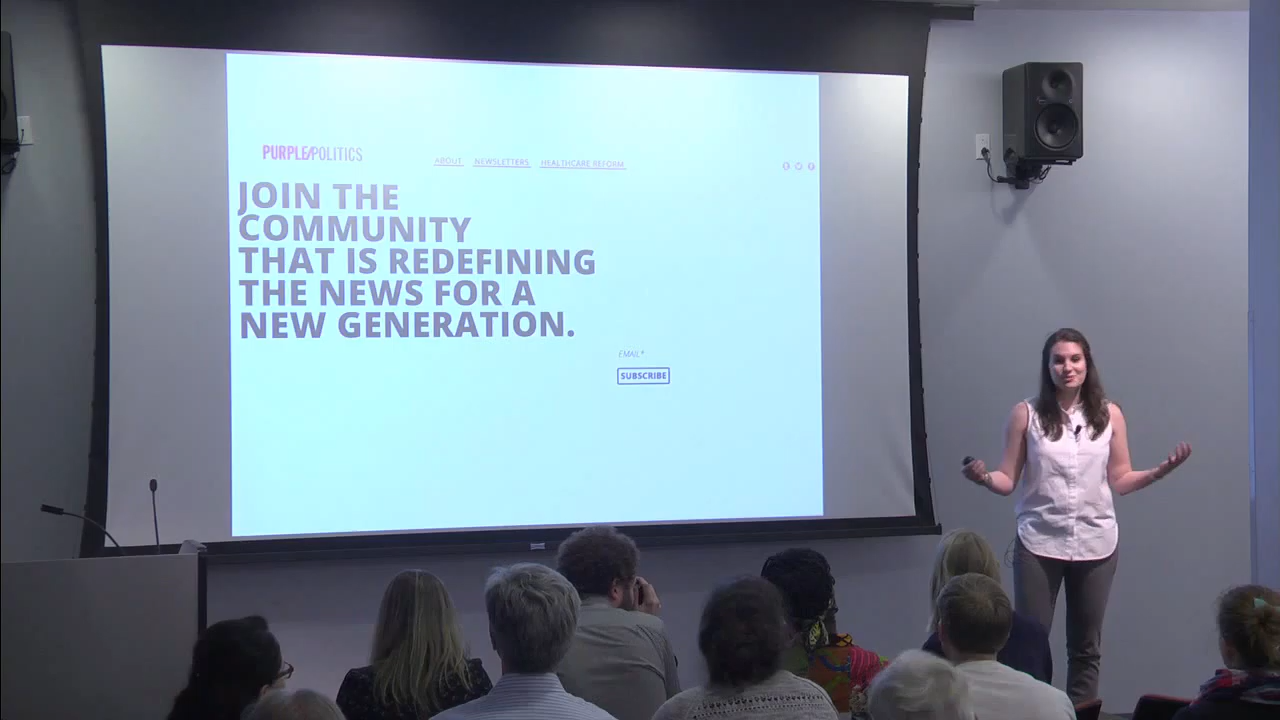 PURPLE/POLITICS
ABOUT NEWSLETTERS HEALTHCARE REFORM
JOIN THE
COMMUNITY
THAT IS REDEFINING
THE NEWS FOR A
NEW GENERATION.
EMAIL*
SUBSCRIBE